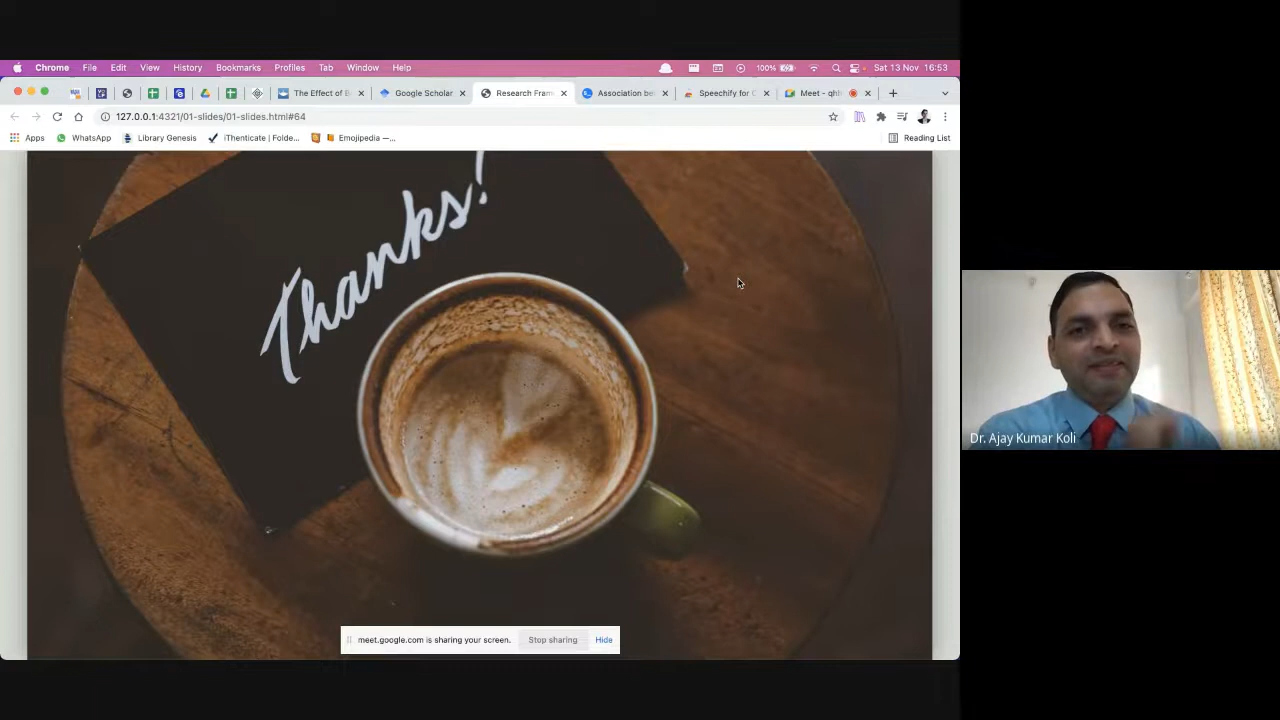 Chrome File Edit View History Bookmarks Profiles Tab Window Help 100% Sat 13 Nov 16:53
The Effect of B Google Scholar Research Fram Association be Speechify for C Meet - qhh
127.0.0.1:4321/01-slides/01-slides.html#64
Apps WhatsApp Library Genesis iThenticate | Folde... Emojipedia —... Reading List
Thanks!
Dr. Ajay Kumar Koli
meet.google.com is sharing your screen. Stop sharing Hide